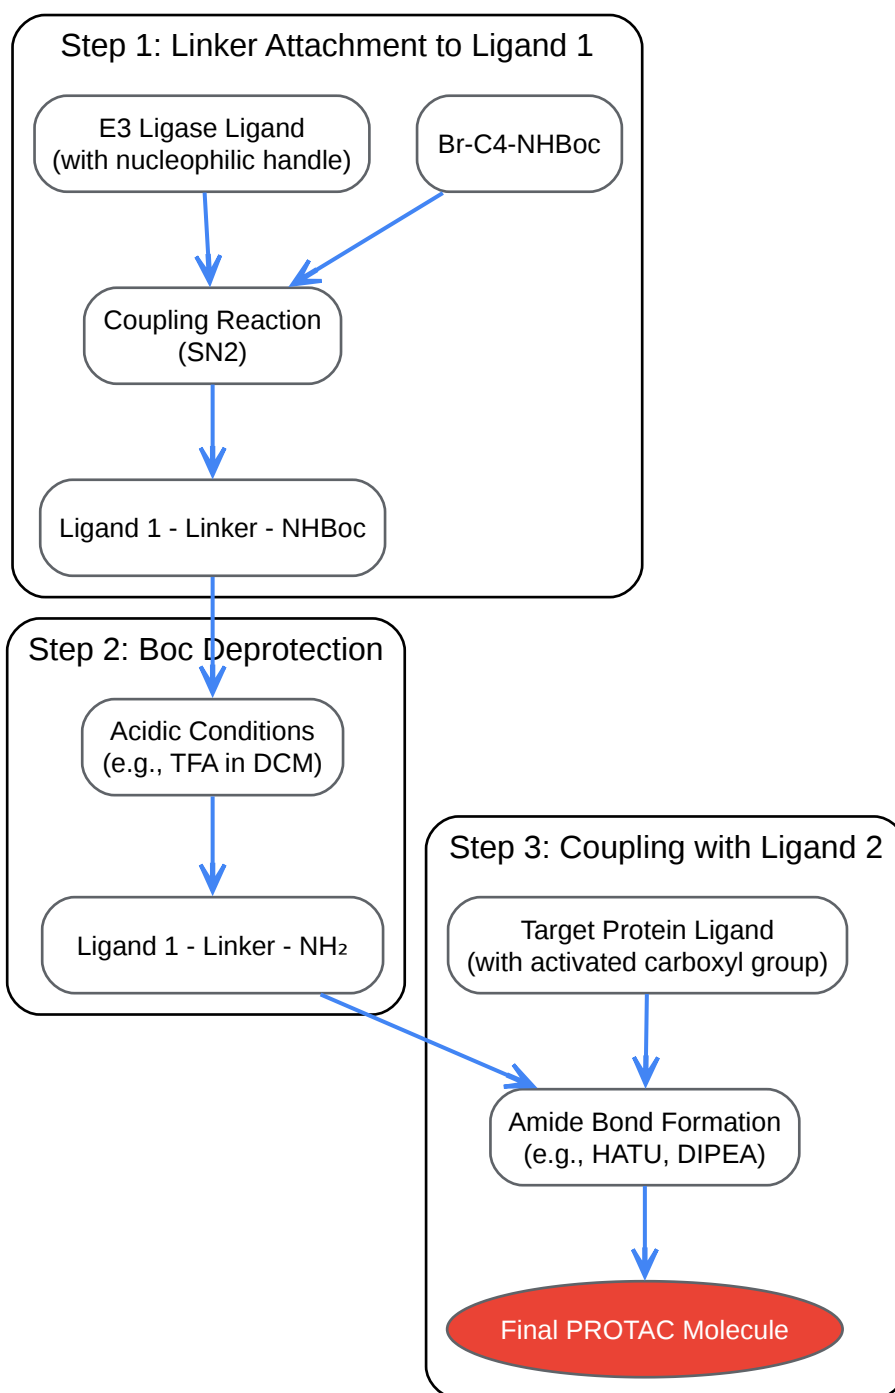 Step 1: Linker Attachment to Ligand 1
E3 Ligase Ligand
(with nucleophilic handle)
Br-C4-NHBoc
Coupling Reaction
(SN2)
Ligand 1 - Linker - NHBoc
Step 2: Boc Deprotection
Acidic Conditions
(e.g., TFA in DCM)
Ligand 1 - Linker - NH₂
Step 3: Coupling with Ligand 2
Target Protein Ligand
(with activated carboxyl group)
Amide Bond Formation
(e.g., HATU, DIPEA)
Final PROTAC Molecule